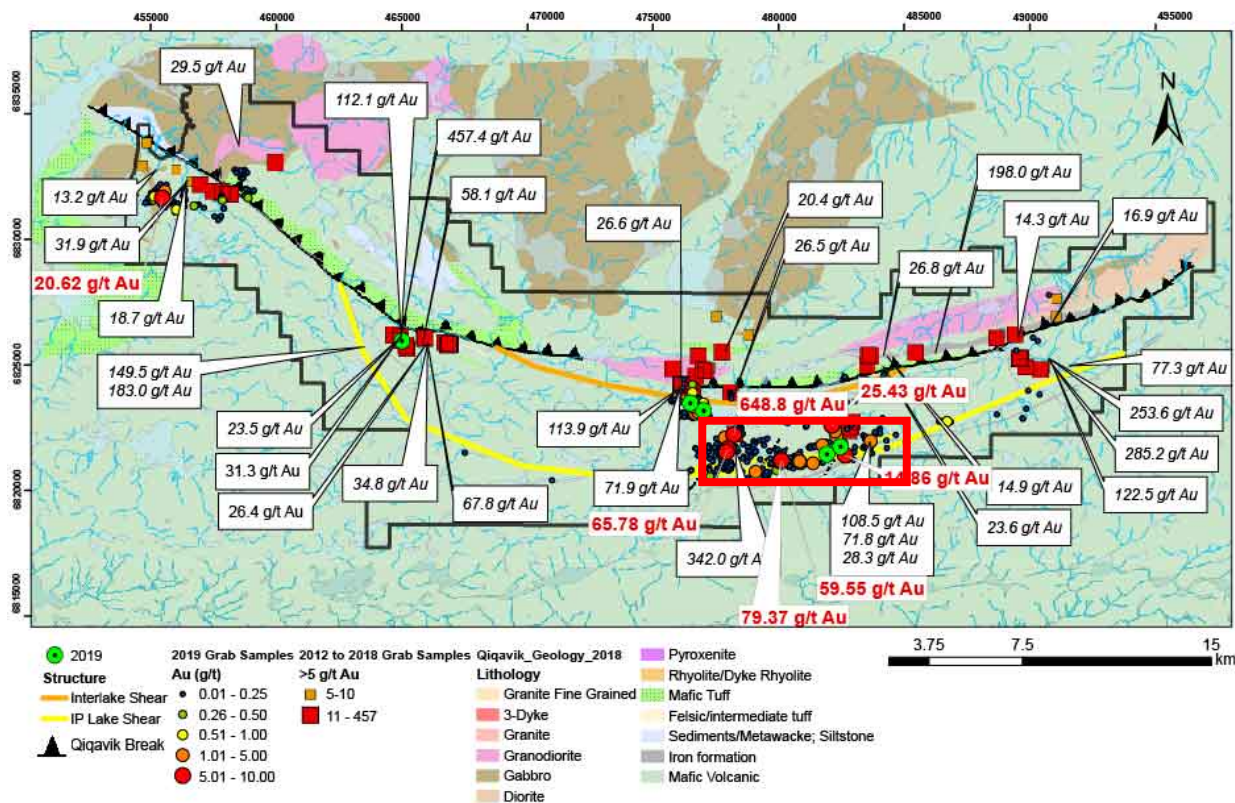 455000 460000 465000 470000 475000 480000 485000 490000 495000
6835000
6830000
6825000
6820000
6815000
N
29.5 g/t Au
112.1 g/t Au
457.4 g/t Au
58.1 g/t Au
13.2 g/t Au
31.9 g/t Au
20.62 g/t Au
18.7 g/t Au
26.6 g/t Au
20.4 g/t Au
26.5 g/t Au
198.0 g/t Au
14.3 g/t Au
16.9 g/t Au
26.8 g/t Au
149.5 g/t Au
183.0 g/t Au
23.5 g/t Au
31.3 g/t Au
26.4 g/t Au
34.8 g/t Au
67.8 g/t Au
113.9 g/t Au
648.8 g/t Au
25.43 g/t Au
77.3 g/t Au
253.6 g/t Au
285.2 g/t Au
122.5 g/t Au
71.9 g/t Au
65.78 g/t Au
342.0 g/t A
79.37 g/t Au
108.5 g/t Au
71.8 g/t Au
28.3 g/t Au
59.55 g/t Au
86 g/t Au
14.9 g/t Au
23.6 g/t Au
2019
Structure
Interlake Shear
IP Lake Shear
Qiqavik Break
2019 Grab Samples
Au (g/t)
0.01 - 0.25
0.26 - 0.50
0.51 - 1.00
1.01 - 5.00
5.01 - 10.00
2012 to 2018 Grab Samples
>5 g/t Au
5-10
11 - 457
Qiqavik_Geology_2018
Lithology
Granite Fine Grained
3-Dyke
Granite
Granodiorite
Gabbro
Diorite
Pyroxenite
Rhyolite/Dyke Rhyolite
Mafic Tuff
Felsic/intermediate tuff
Sediments/Metawacke; Siltstone
Iron formation
Mafic Volcanic
3.75 7.5 15
km